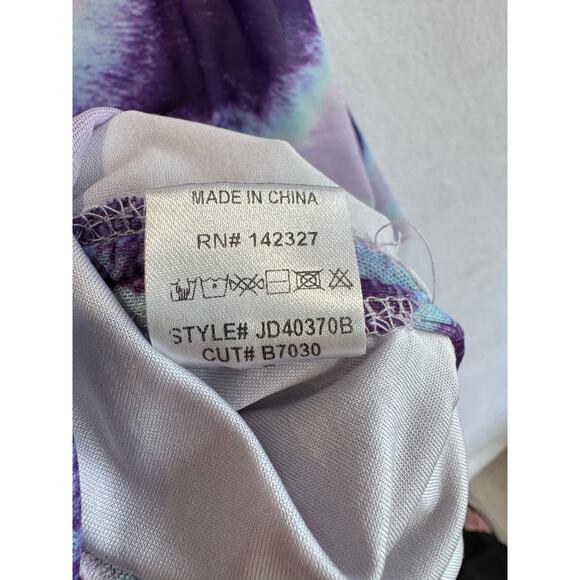 MADE IN CHINA
RN# 142327
STYLE# JD40370B
CUT# B7030